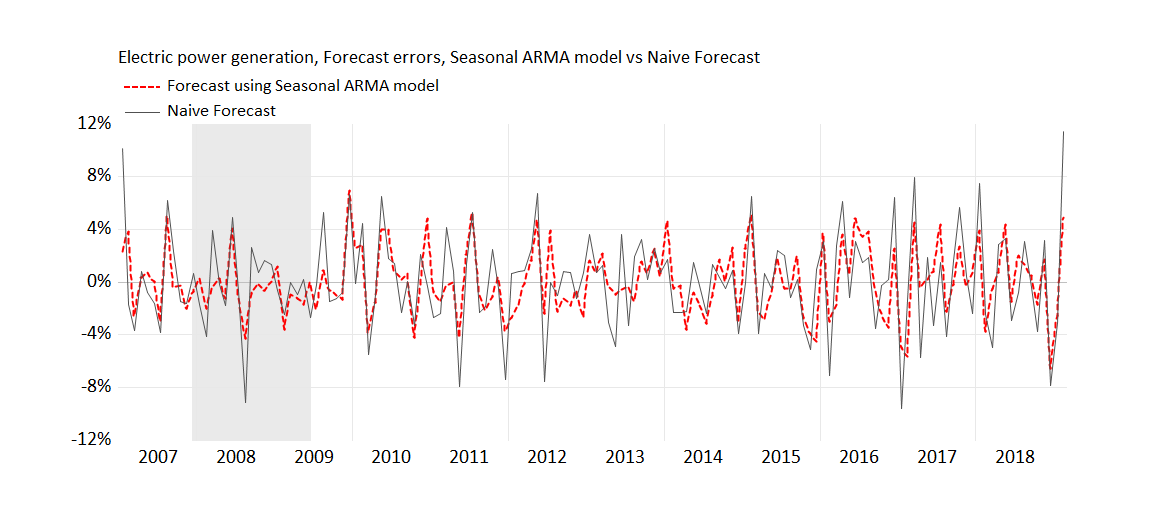 Electric power generation, Forecast errors, Seasonal ARMA model vs Naive Forecast
Forecast using Seasonal ARMA model
Naive Forecast
12%
8%
4%
0%
-4%
-8%
-12%
2007 2008 2009 2010 2011 2012 2013 2014 2015 2016 2017 2018